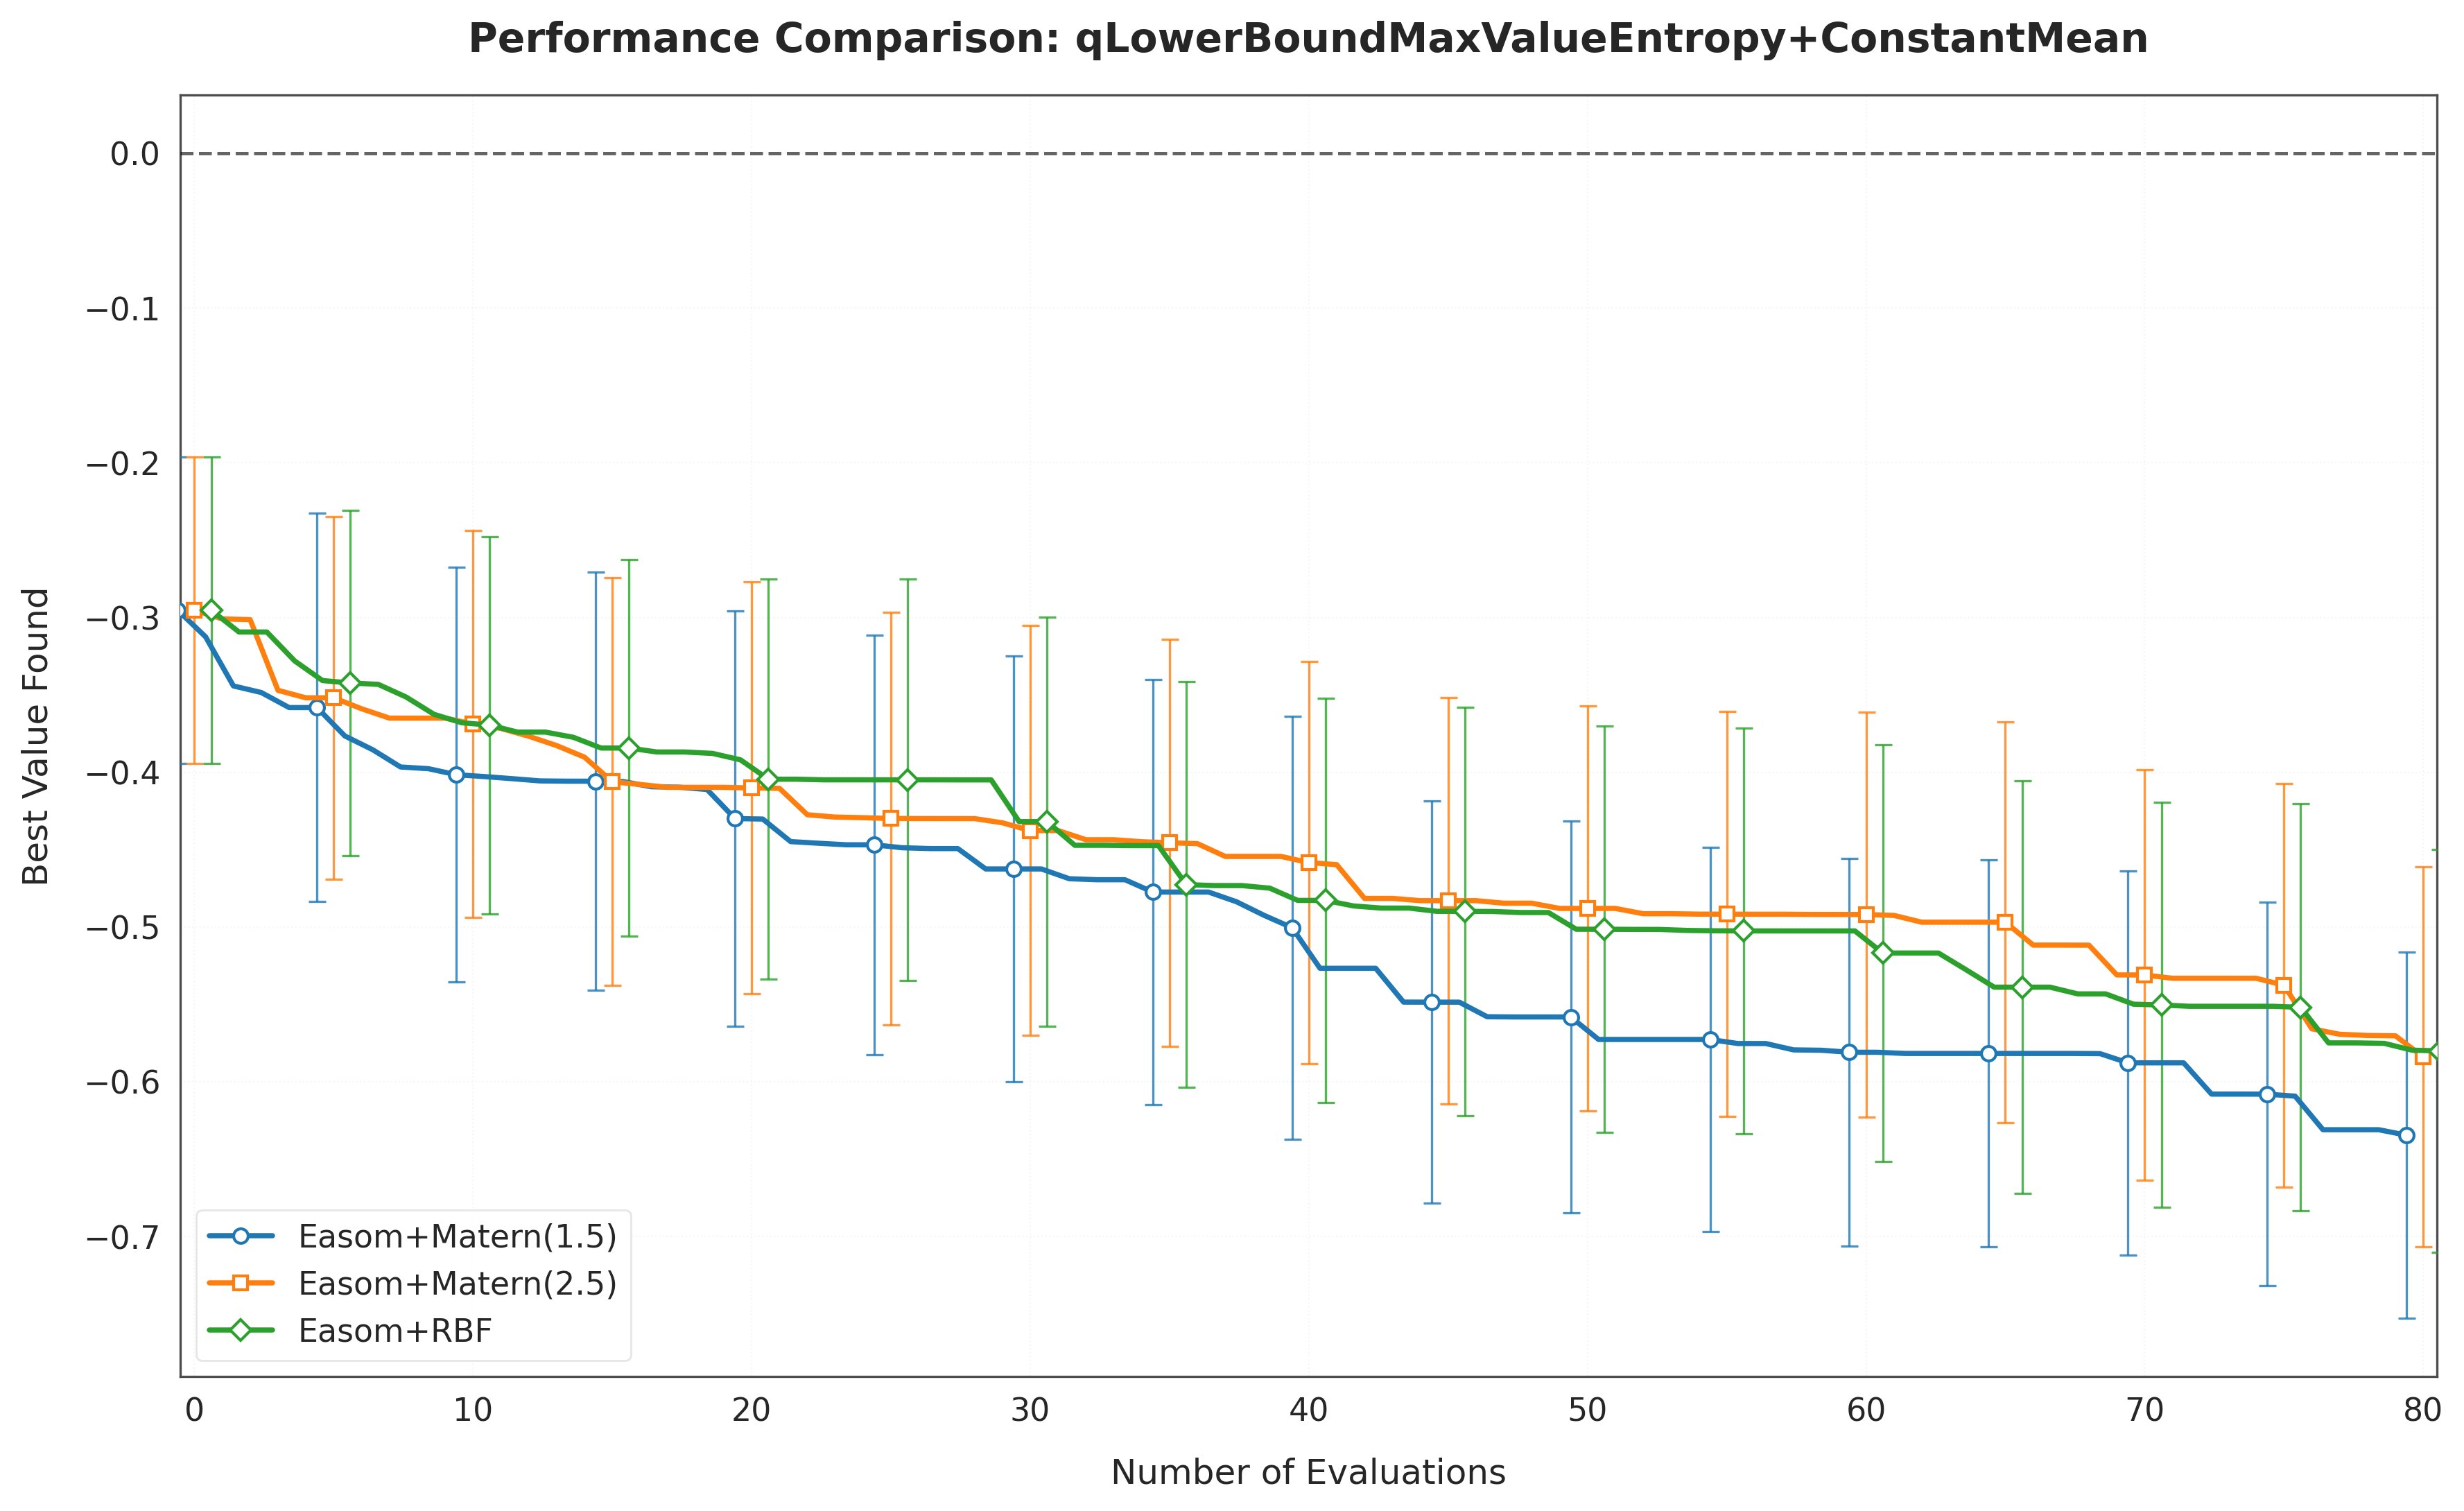 Performance Comparison: qLowerBoundMaxValueEntropy+ConstantMean
Best Value Found
0.0
−0.1
−0.2
−0.3
−0.4
−0.5
−0.6
−0.7
Easom+Matern(1.5)
Easom+Matern(2.5)
Easom+RBF
0 10 20 30 40 50 60 70 80
Number of Evaluations